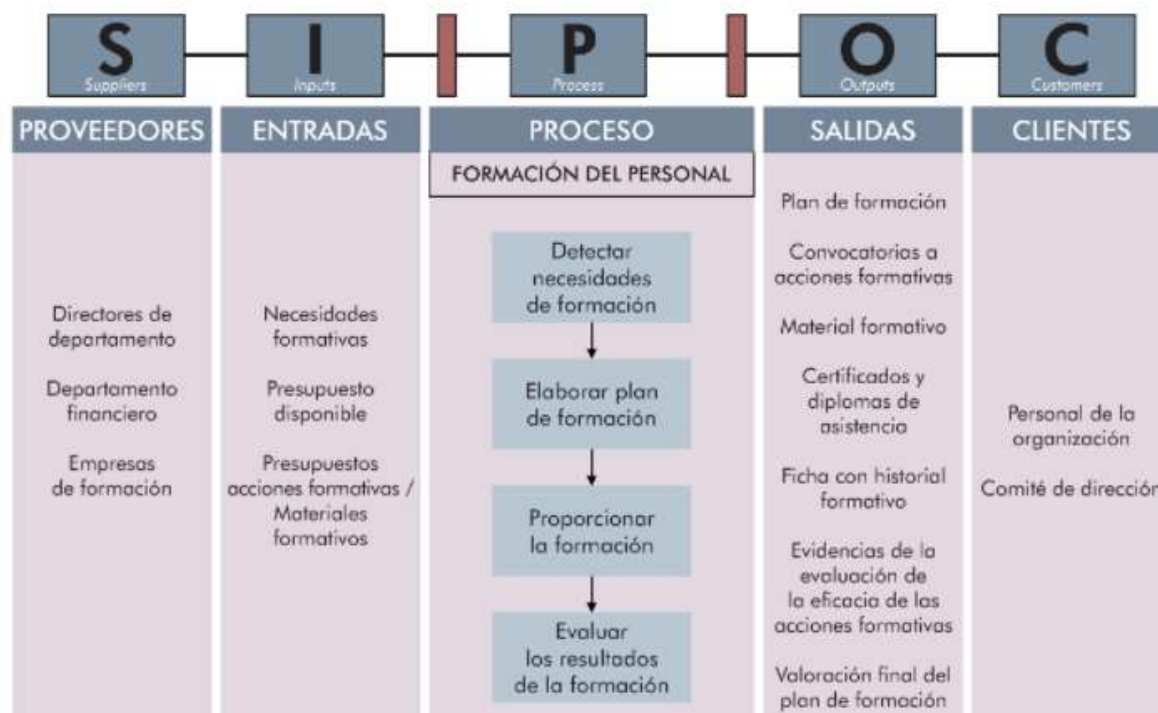 S
Suppliers
I
Inputs
P
Process
O
Outputs
C
Customers
PROVEEDORES
ENTRADAS
PROCESO
SALIDAS
CLIENTES
Directores de
departamento
Departamento
financiero
Empresas
de formación
Necesidades
formativas
Presupuesto
disponible
Presupuestos
acciones formativas /
Materiales
formativos
FORMACIÓN DEL PERSONAL
Detectar
necesidades
de formación
Elaborar plan
de formación
Proporcionar
la formación
Evaluar
los resultados
de la formación
Plan de formación
Convocatorias a
acciones formativas
Material formativo
Certificados y
diplomas de
asistencia
Ficha con historial
formativo
Evidencias de la
evaluación de
la eficacia de las
acciones formativas
Valoración final del
plan de formación
Personal de la
organización
Comité de dirección